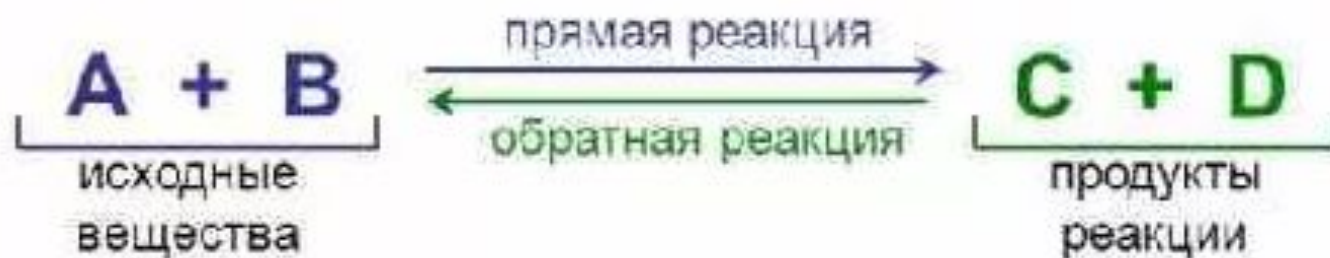 прямая реакция
A + B
C + D
обратная реакция
исходные
вещества
продукты
реакции